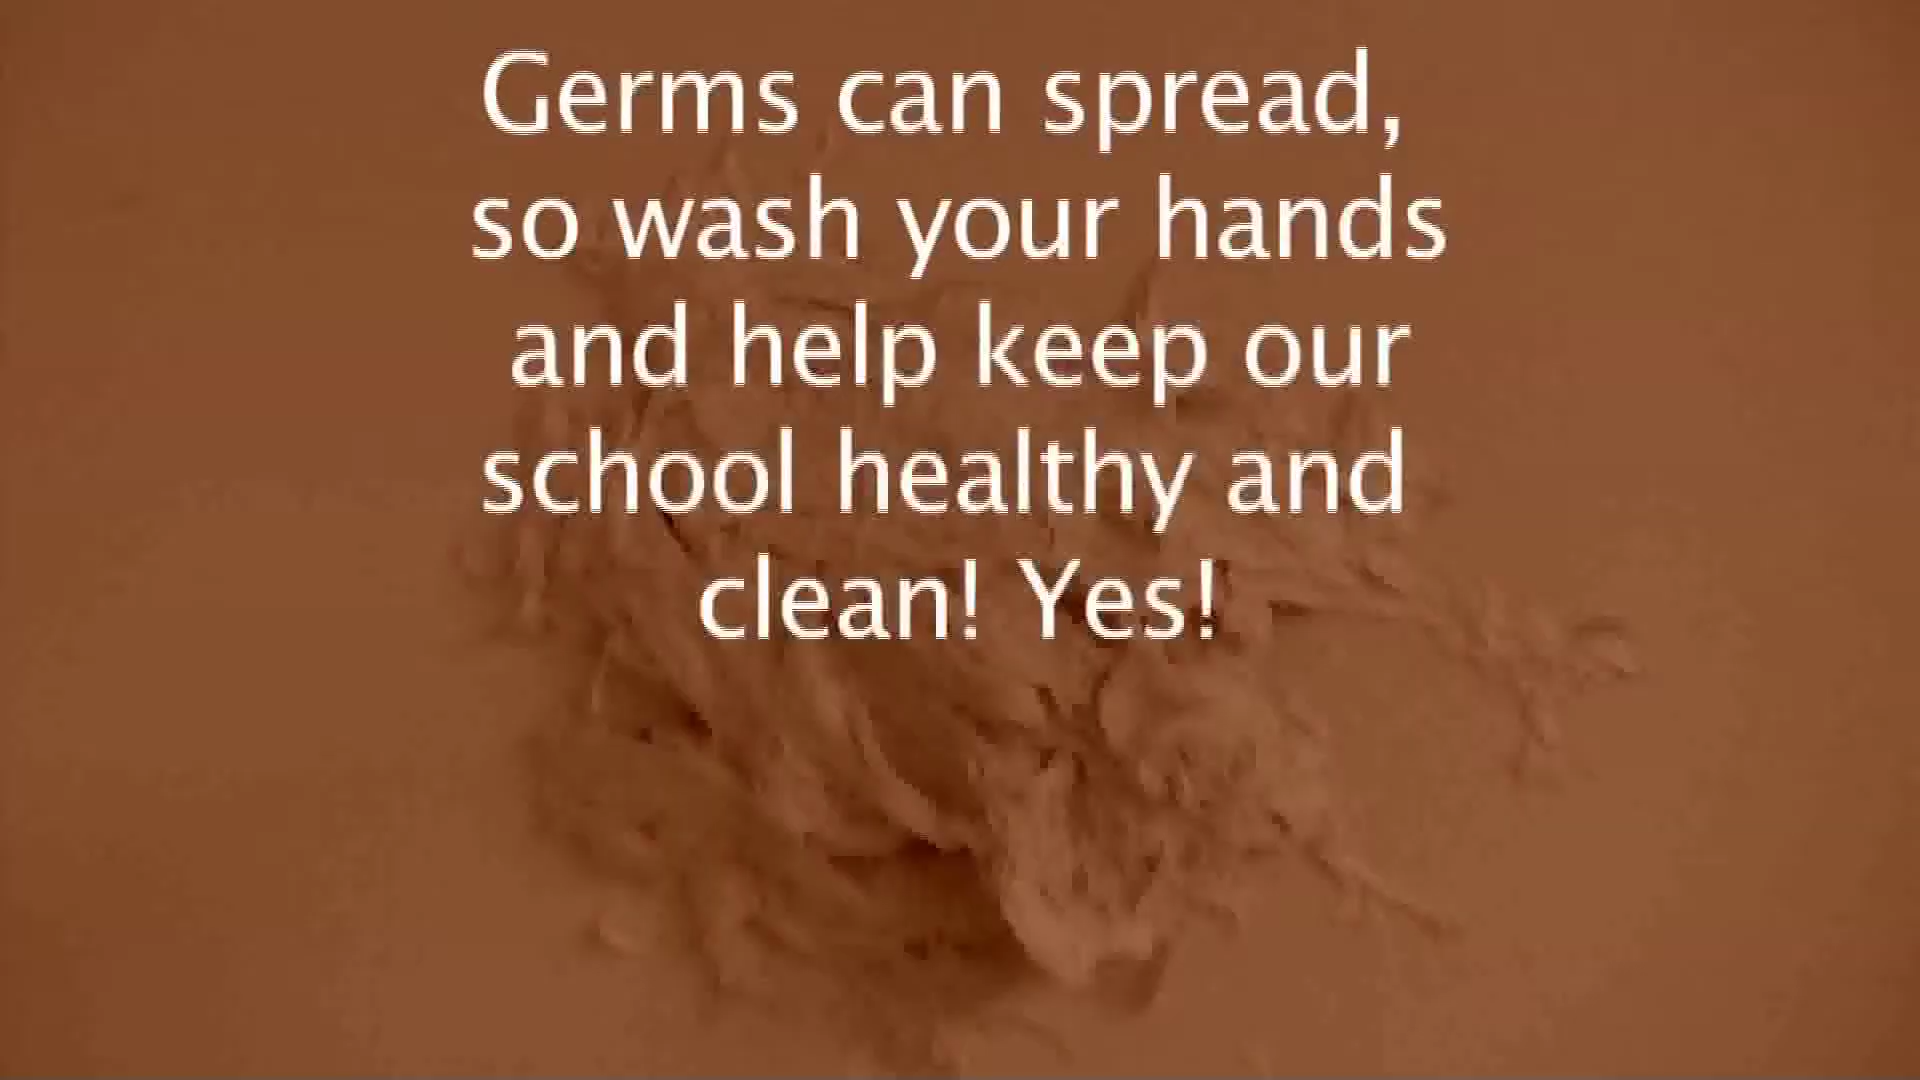 Germs can spread,
so wash your hands
and help keep our
school healthy and
clean! Yes!